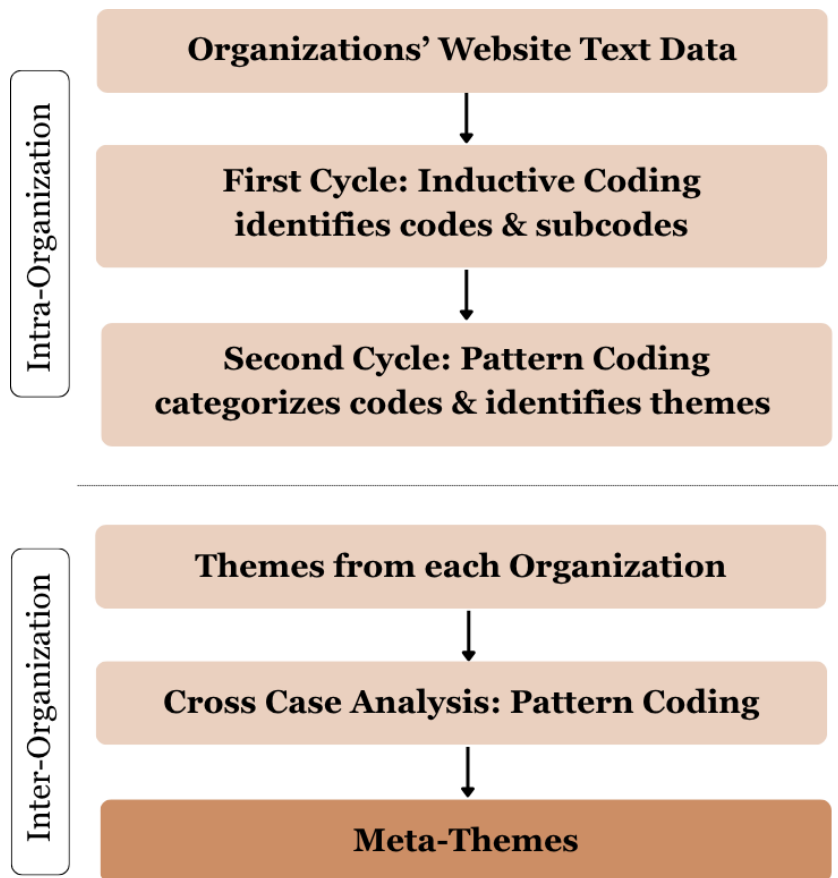 Intra-Organization
Organizations’ Website Text Data
First Cycle: Inductive Coding
identifies codes & subcodes
Second Cycle: Pattern Coding
categorizes codes & identifies themes
Inter-Organization
Themes from each Organization
Cross Case Analysis: Pattern Coding
Meta-Themes